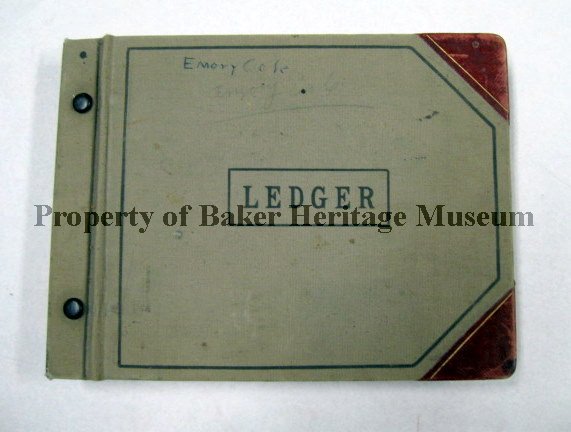 Emory Cole
LEDGER
Property of Baker Heritage Museum